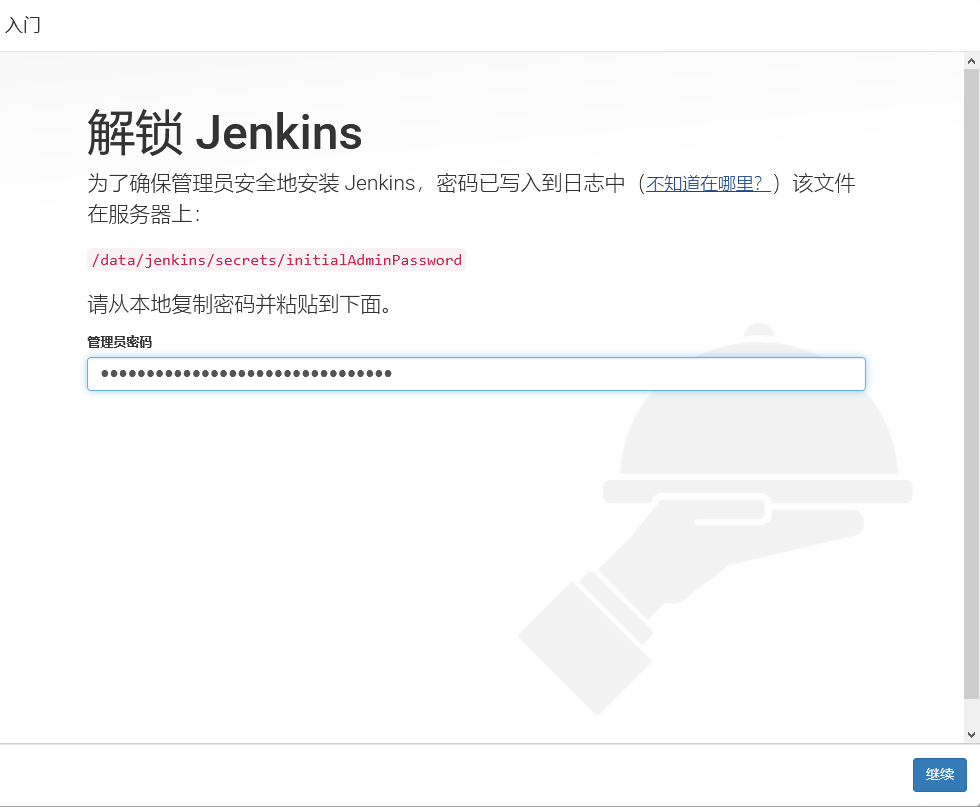 入门
解锁 Jenkins
为了确保管理员安全地安装 Jenkins，密码已写入到日志中（不知道在哪里？）该文件
在服务器上：
/data/jenkins/secrets/initialAdminPassword
请从本地复制密码并粘贴到下面。
管理员密码
••••••••••••••••••••••••••••••••
继续